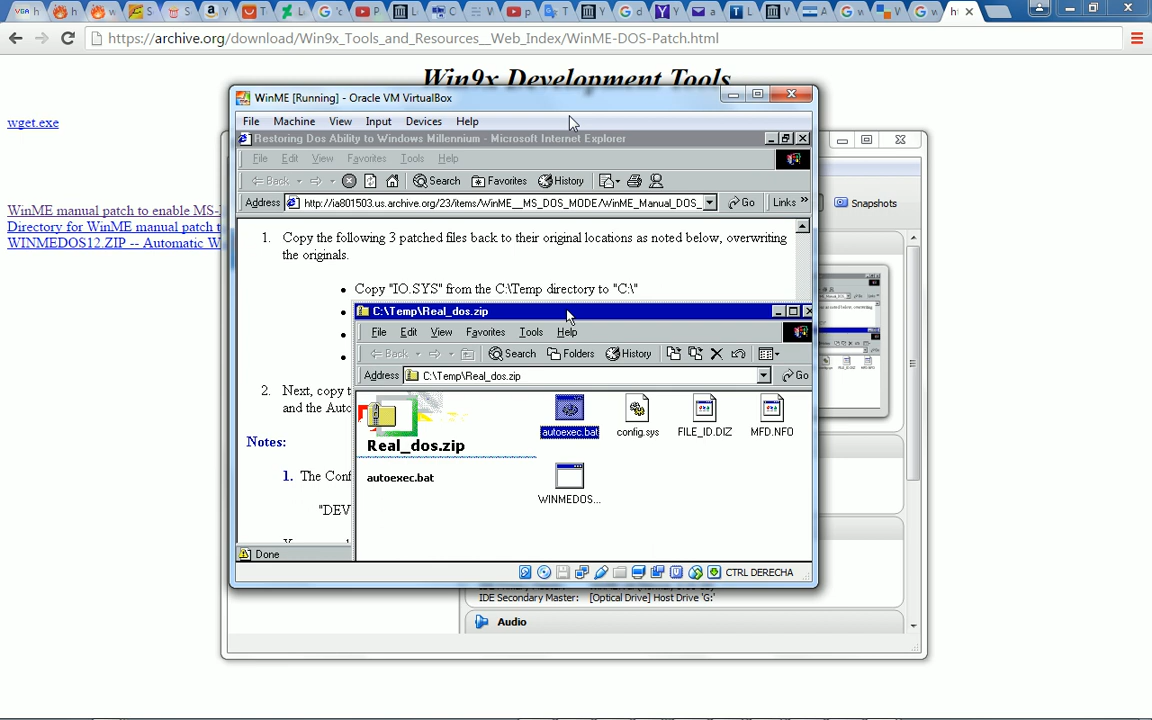 https://archive.org/download/Win9x_Tools_and_Resources__Web_Index/WinME-DOS-Patch.html
Win9x Development Tools
wget.exe
WinME manual patch to enable MS-
Directory for WinME manual patch t
WINMEDOS12.ZIP -- Automatic W
WinME [Running] - Oracle VM VirtualBox
File Machine View Input Devices Help
Restoring Dos Ability to Windows Millennium - Microsoft Internet Explorer
File Edit View Favorites Tools Help
Back Search Favorites History
Address http://ia801503.us.archive.org/23/items/WinME__MS_DOS_MODE/WinME_Manual_DOS_ Go Links »
1. Copy the following 3 patched files back to their original locations as noted below, overwriting
the originals.
Copy "IO.SYS" from the C:\Temp directory to "C:\"
2. Next, copy t
and the Auto
Notes:
1. The Conf
"DEV
Done
C:\Temp\Real_dos.zip
File Edit View Favorites Tools Help
Back Search Folders History
Address C:\Temp\Real_dos.zip Go
Real_dos.zip
autoexec.bat
autoexec.bat config.sys FILE_ID.DIZ MFD.NFO
WINMEDOS...
CTRL DERECHA
Snapshots
IDE Secondary Master: [Optical Drive] Host Drive 'G:'
Audio